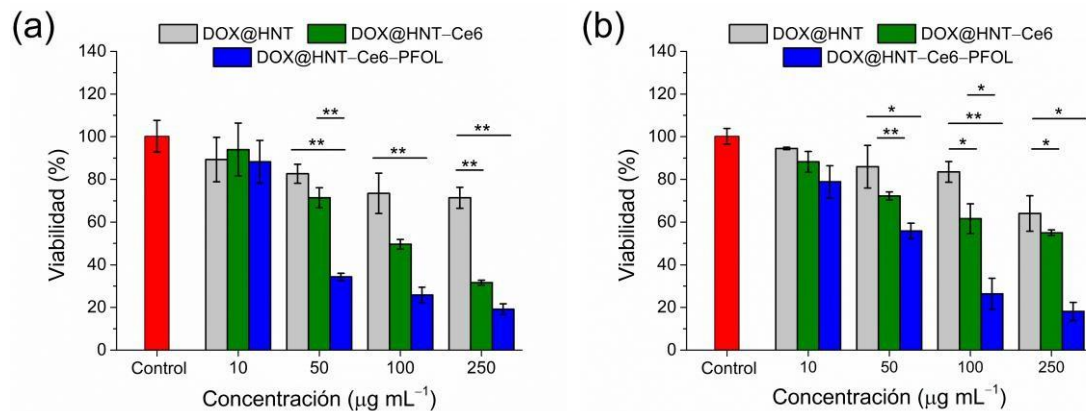 (a)
DOX@HNT
DOX@HNT–Ce6
DOX@HNT–Ce6–PFOL
Viabilidad (%)
140
120
100
80
60
40
20
0
** 
**
**
**
**
Control
10
50
100
250
Concentración (μg mL⁻¹)
(b)
DOX@HNT
DOX@HNT–Ce6
DOX@HNT–Ce6–PFOL
Viabilidad (%)
140
120
100
80
60
40
20
0
*
**
*
**
*
*
*
Control
10
50
100
250
Concentración (μg mL⁻¹)